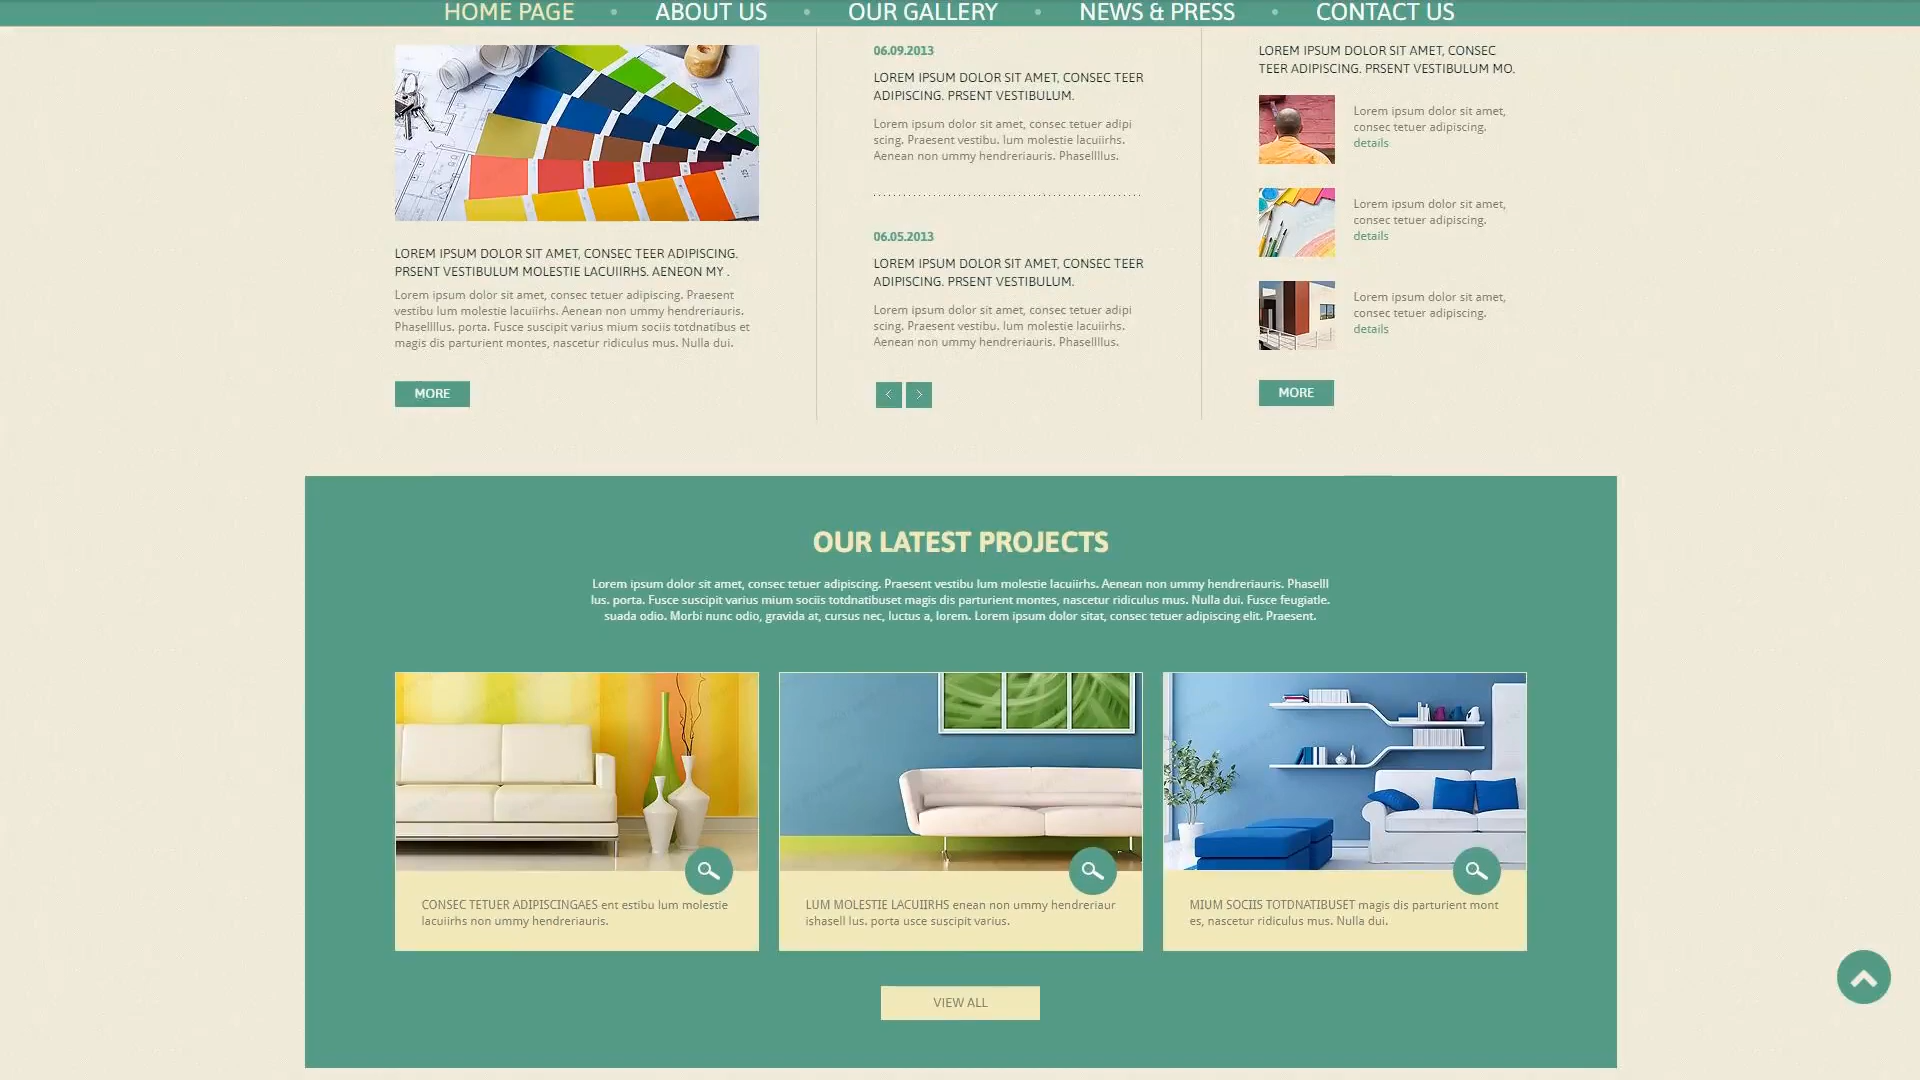 HOME PAGE ABOUT US OUR GALLERY NEWS & PRESS CONTACT US
LOREM IPSUM DOLOR SIT AMET, CONSEC TEER ADIPISCING.
PRSENT VESTIBULUM MOLESTIE LACUIIRHS. AENEON MY .
Lorem ipsum dolor sit amet, consec tetuer adipiscing. Praesent
vestibu lum molestie lacuiirhs. Aenean non ummy hendreriauris.
Phasellllus. porta. Fusce suscipit varius mium sociis totdnatibus et
magis dis parturient montes, nascetur ridiculus mus. Nulla dui.
MORE
06.09.2013
LOREM IPSUM DOLOR SIT AMET, CONSEC TEER
ADIPISCING. PRSENT VESTIBULUM.
Lorem ipsum dolor sit amet, consec tetuer adipi
scing. Praesent vestibu. lum molestie lacuiirhs.
Aenean non ummy hendreriauris. Phasellllus.
06.05.2013
LOREM IPSUM DOLOR SIT AMET, CONSEC TEER
ADIPISCING. PRSENT VESTIBULUM.
Lorem ipsum dolor sit amet, consec tetuer adipi
scing. Praesent vestibu. lum molestie lacuiirhs.
Aenean non ummy hendreriauris. Phasellllus.
LOREM IPSUM DOLOR SIT AMET, CONSEC
TEER ADIPISCING. PRSENT VESTIBULUM MO.
Lorem ipsum dolor sit amet,
consec tetuer adipiscing.
details
Lorem ipsum dolor sit amet,
consec tetuer adipiscing.
details
Lorem ipsum dolor sit amet,
consec tetuer adipiscing.
details
MORE
OUR LATEST PROJECTS
Lorem ipsum dolor sit amet, consec tetuer adipiscing. Praesent vestibu lum molestie lacuiirhs. Aenean non ummy hendreriauris. Phaselll
lus. porta. Fusce suscipit varius mium sociis totdnatibuset magis dis parturient montes, nascetur ridiculus mus. Nulla dui. Fusce feugiatle.
suada odio. Morbi nunc odio, gravida at, cursus nec, luctus a, lorem. Lorem ipsum dolor sitat, consec tetuer adipiscing elit. Praesent.
CONSEC TETUER ADIPISCINGAES ent estibu lum molestie
lacuiirhs non ummy hendreriauris.
LUM MOLESTIE LACUIIRHS enean non ummy hendreriaur
ishasell lus. porta usce suscipit varius.
MIUM SOCIIS TOTDNATIBUSET magis dis parturient mont
es, nascetur ridiculus mus. Nulla dui.
VIEW ALL